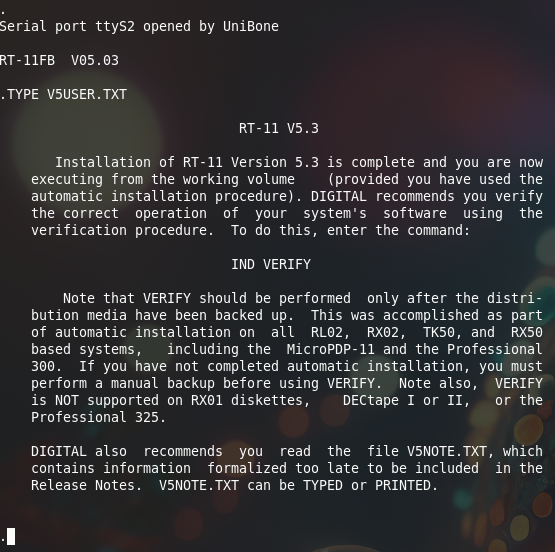 .
Serial port ttyS2 opened by UniBone
RT-11FB  V05.03
.TYPE V5USER.TXT
RT-11 V5.3
Installation of RT-11 Version 5.3 is complete and you are now
executing from the working volume    (provided you have used the
automatic installation procedure). DIGITAL recommends you verify
the correct  operation  of  your  system's  software  using  the
verification procedure.  To do this, enter the command:
IND VERIFY
Note that VERIFY should be performed  only after the distri-
bution media have been backed up.  This was accomplished as part
of automatic installation on  all  RL02,  RX02,  TK50, and  RX50
based systems,   including the  MicroPDP-11 and the Professional
300.  If you have not completed automatic installation, you must
perform a manual backup before using VERIFY.  Note also,  VERIFY
is NOT supported on RX01 diskettes,    DECtape I or II,   or the
Professional 325.
DIGITAL also  recommends  you  read  the  file V5NOTE.TXT, which
contains information  formalized too late to be included  in the
Release Notes.  V5NOTE.TXT can be TYPED or PRINTED.
.